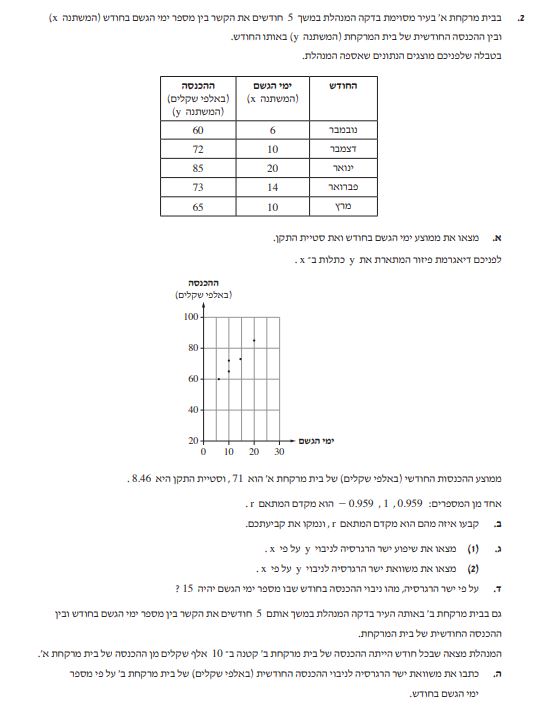 2. בבית מרקחת א' בעיר מסוימת בדקה המנהלת במשך 5 חודשים את הקשר בין מספר ימי הגשם בחודש (המשתנה x)
ובין ההכנסה החודשית של בית המרקחת (המשתנה y) באותו החודש.
בטבלה שלפניכם מוצגים הנתונים שאספה המנהלת.
החודש ימי הגשם (המשתנה x) ההכנסה (באלפי שקלים) (המשתנה y)
נובמבר 6 60
דצמבר 10 72
ינואר 20 85
פברואר 14 73
מרץ 10 65
א. מצאו את ממוצע ימי הגשם בחודש ואת סטיית התקן.
לפניכם דיאגרמת פיזור המתארת את y כתלות ב־ x .
ההכנסה
(באלפי שקלים)
100
80
60
40
20
0 10 20 30 ימי הגשם
ממוצע ההכנסות החודשי (באלפי שקלים) של בית מרקחת א' הוא 71 , וסטיית התקן היא 8.46 .
אחד מן המספרים: 0.959 , 1 , 0.959 − הוא מקדם המתאם r .
ב. קבעו איזה מהם הוא מקדם המתאם r , ונמקו את קביעתכם.
ג. (1) מצאו את שיפוע ישר הרגרסיה לניבוי y על פי x .
(2) מצאו את משוואת ישר הרגרסיה לניבוי y על פי x .
ד. על פי ישר הרגרסיה, מהו ניבוי ההכנסה בחודש שבו מספר ימי הגשם יהיה 15 ?
גם בבית מרקחת ב' באותה העיר בדקה המנהלת במשך אותם 5 חודשים את הקשר בין מספר ימי הגשם בחודש ובין
ההכנסה החודשית של בית המרקחת.
המנהלת מצאה שבכל חודש הייתה ההכנסה של בית מרקחת ב' קטנה ב־ 10 אלף שקלים מן ההכנסה של בית מרקחת א'.
ה. כתבו את משוואת ישר הרגרסיה לניבוי ההכנסה החודשית (באלפי שקלים) של בית מרקחת ב' על פי מספר
ימי הגשם בחודש.